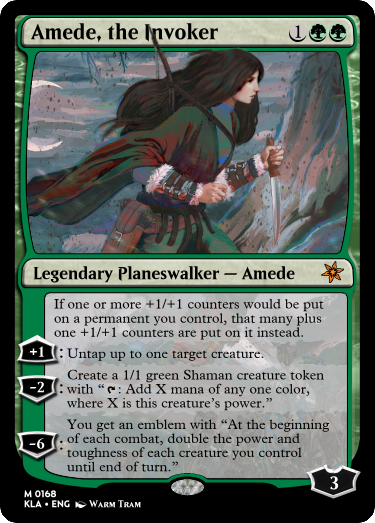 Amede, the Invoker 1
Legendary Planeswalker — Amede
If one or more +1/+1 counters would be put
on a permanent you control, that many plus
one +1/+1 counters are put on it instead.
+1: Untap up to one target creature.
Create a 1/1 green Shaman creature token
-2: with “: Add X mana of any one color,
where X is this creature's power.”
You get an emblem with “At the beginning
of each combat, double the power and
-6: toughness of each creature you control
until end of turn.”
3
M 0168
KLA • ENG Warm Tram